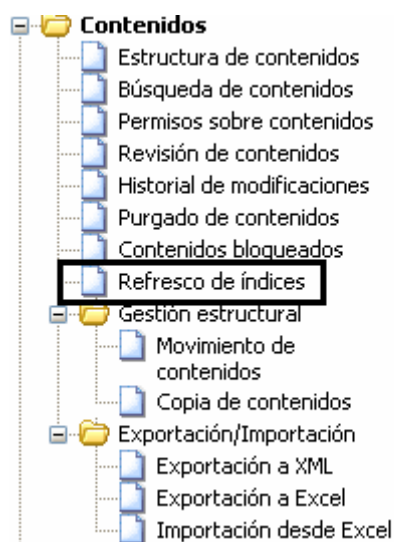 Contenidos
Estructura de contenidos
Búsqueda de contenidos
Permisos sobre contenidos
Revisión de contenidos
Historial de modificaciones
Purgado de contenidos
Contenidos bloqueados
Refresco de índices
Gestión estructural
Movimiento de
contenidos
Copia de contenidos
Exportación/Importación
Exportación a XML
Exportación a Excel
Importación desde Excel